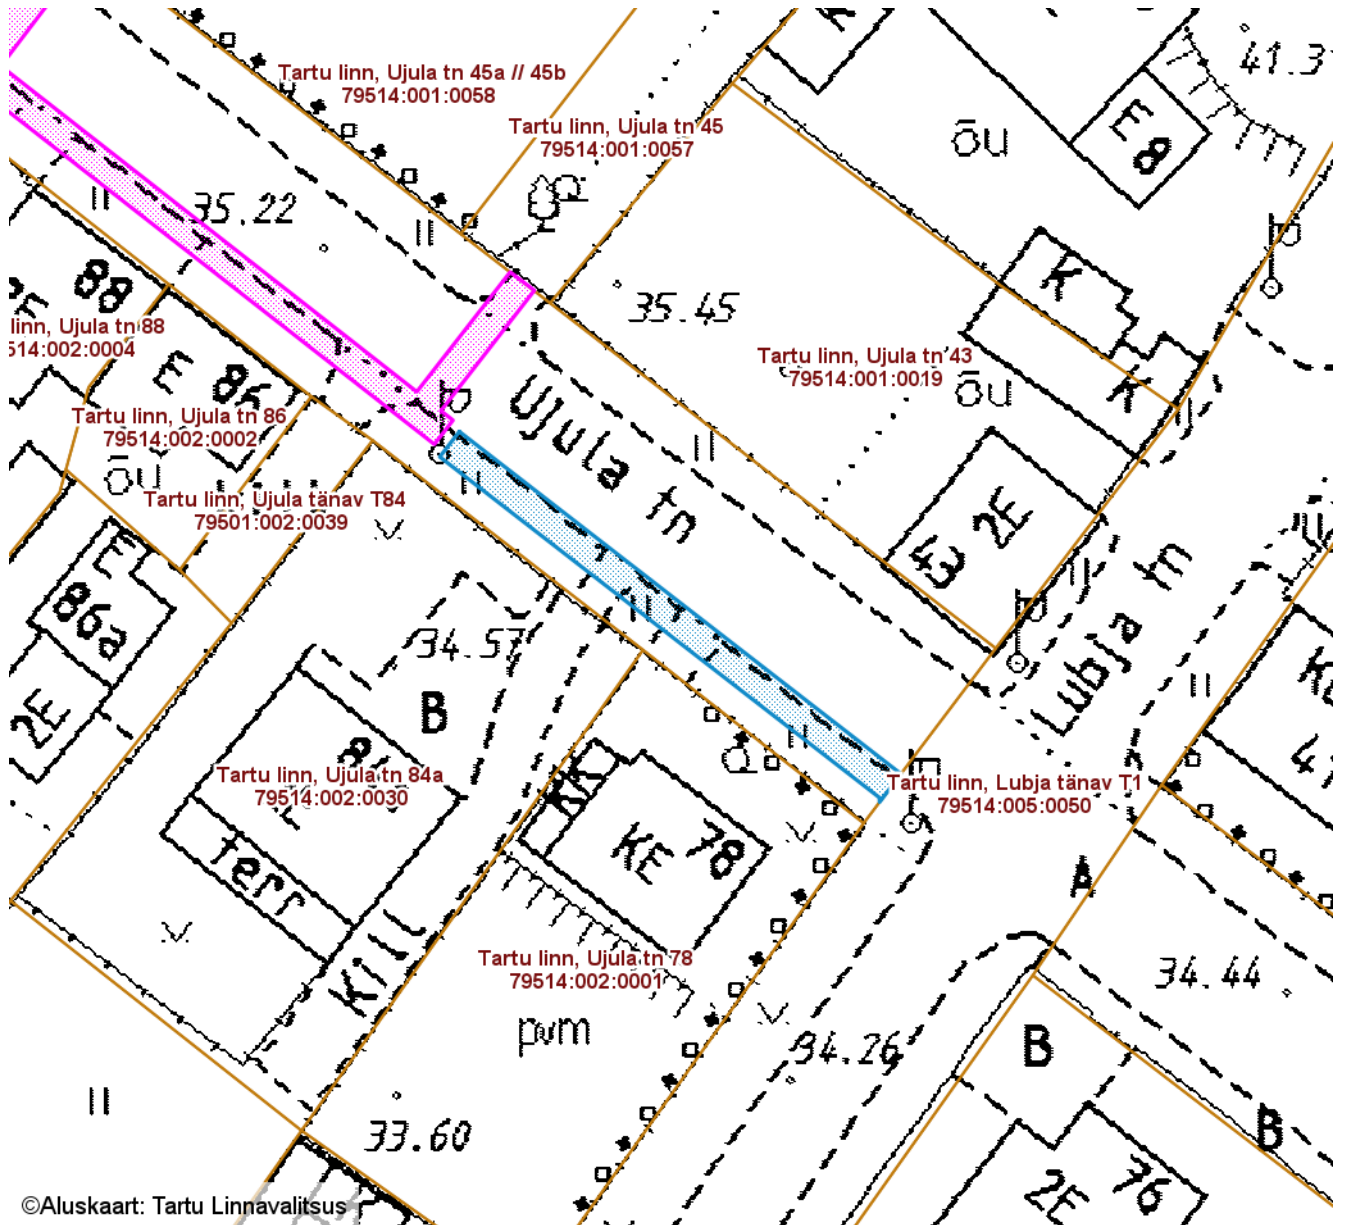 41.3
Tartu linn, Ujula tn 45a // 45b
79514:001:0058
Tartu linn, Ujula tn 45
79514:001:0057
õu
E 8
35.22
K
35.45
88
linn, Ujula tn 88
514:002:0004
E 86
Tartu linn, Ujula tn 43
79514:001:0019
õu
K
Tartu linn, Ujula tn 86
79514:002:0002
õu
Ujula tn
Tartu linn, Ujula tänav T84
79501:002:0039
43 2E
E
86a
2E
Lubja tn
34.57
B
Tartu linn, Ujula tn 84a
79514:002:0030
terr
Tartu linn, Lubja tänav T1
79514:005:0050
KK
KE 78
A
Kill
Tartu linn, Ujula tn 78
79514:002:0001
34.44
pvm
34.26
B
33.60
B
2E 76
©Aluskaart: Tartu Linnavalitsus